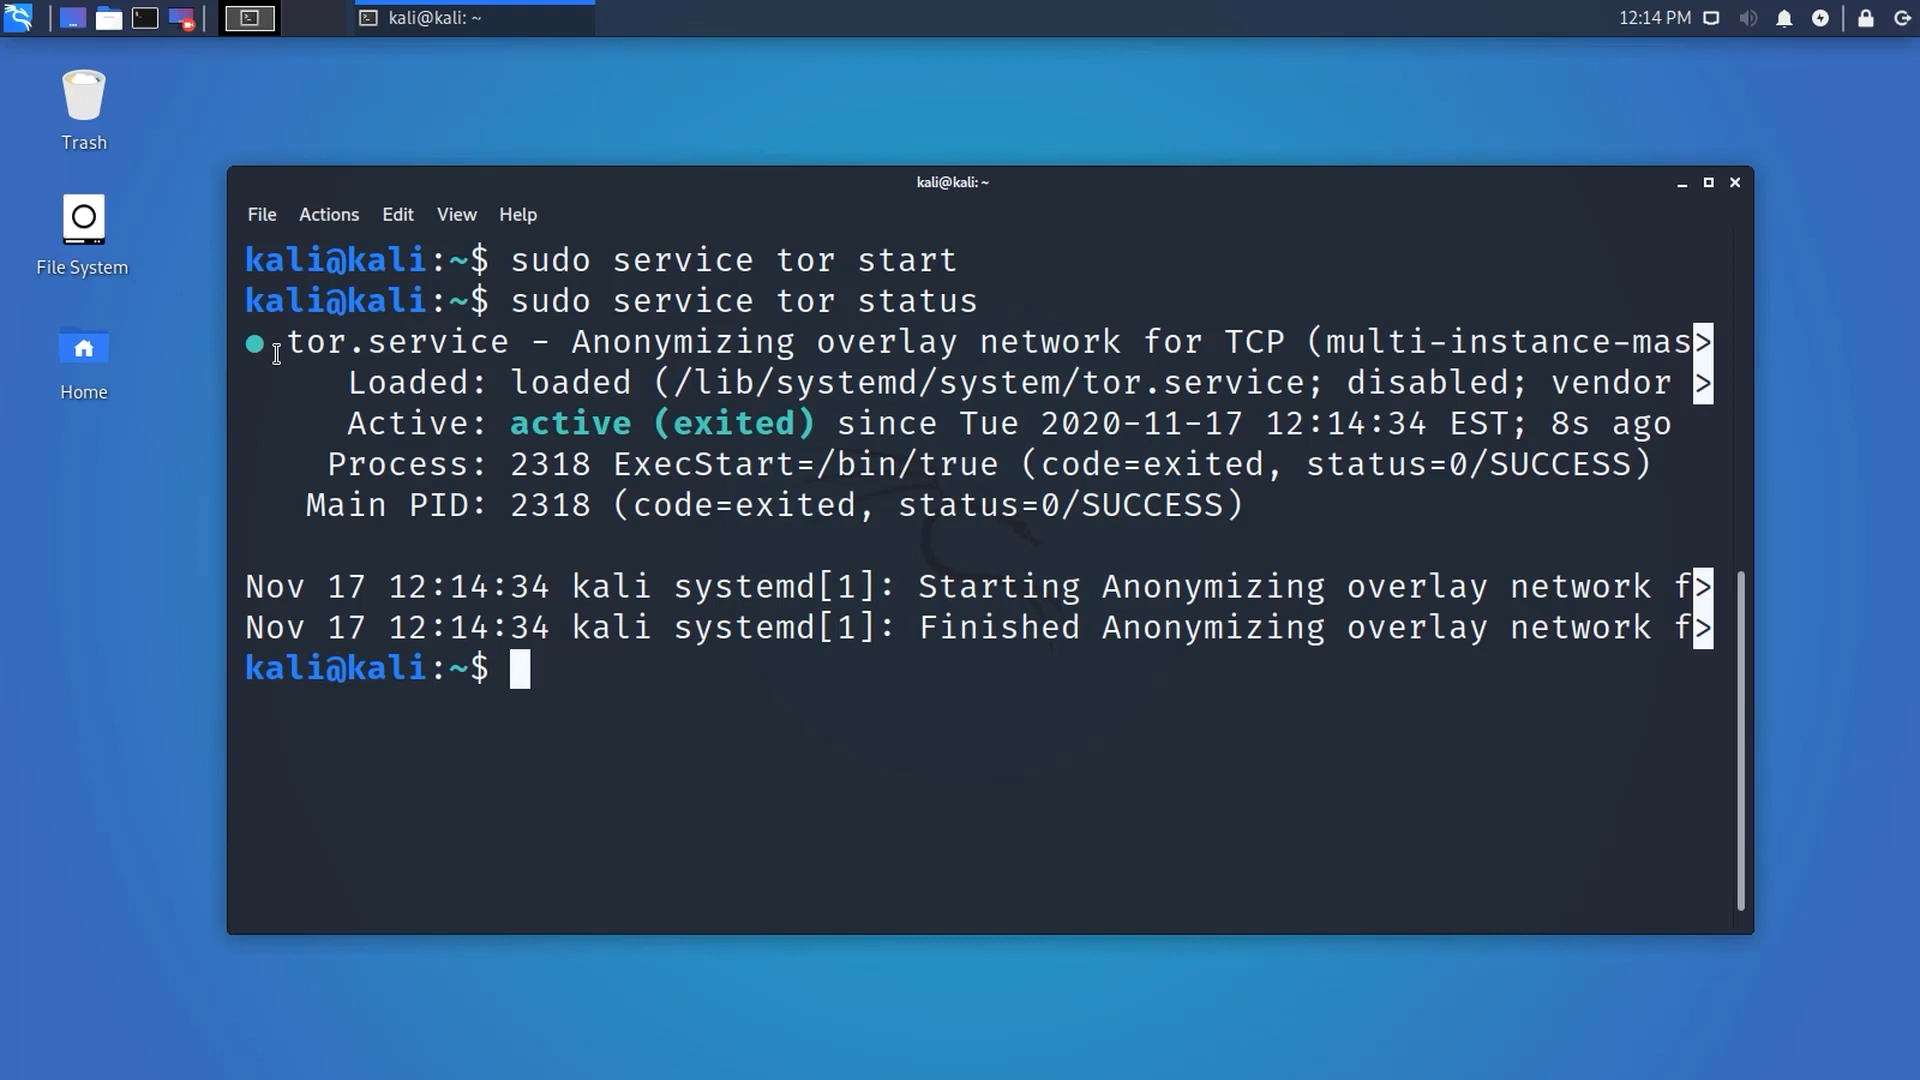 kali@kali: ~
12:14 PM
Trash
File System
Home
kali@kali: ~
File Actions Edit View Help
kali@kali:~$ sudo service tor start
kali@kali:~$ sudo service tor status
● tor.service - Anonymizing overlay network for TCP (multi-instance-mas>
Loaded: loaded (/lib/systemd/system/tor.service; disabled; vendor >
Active: active (exited) since Tue 2020-11-17 12:14:34 EST; 8s ago
Process: 2318 ExecStart=/bin/true (code=exited, status=0/SUCCESS)
Main PID: 2318 (code=exited, status=0/SUCCESS)
Nov 17 12:14:34 kali systemd[1]: Starting Anonymizing overlay network f>
Nov 17 12:14:34 kali systemd[1]: Finished Anonymizing overlay network f>
kali@kali:~$